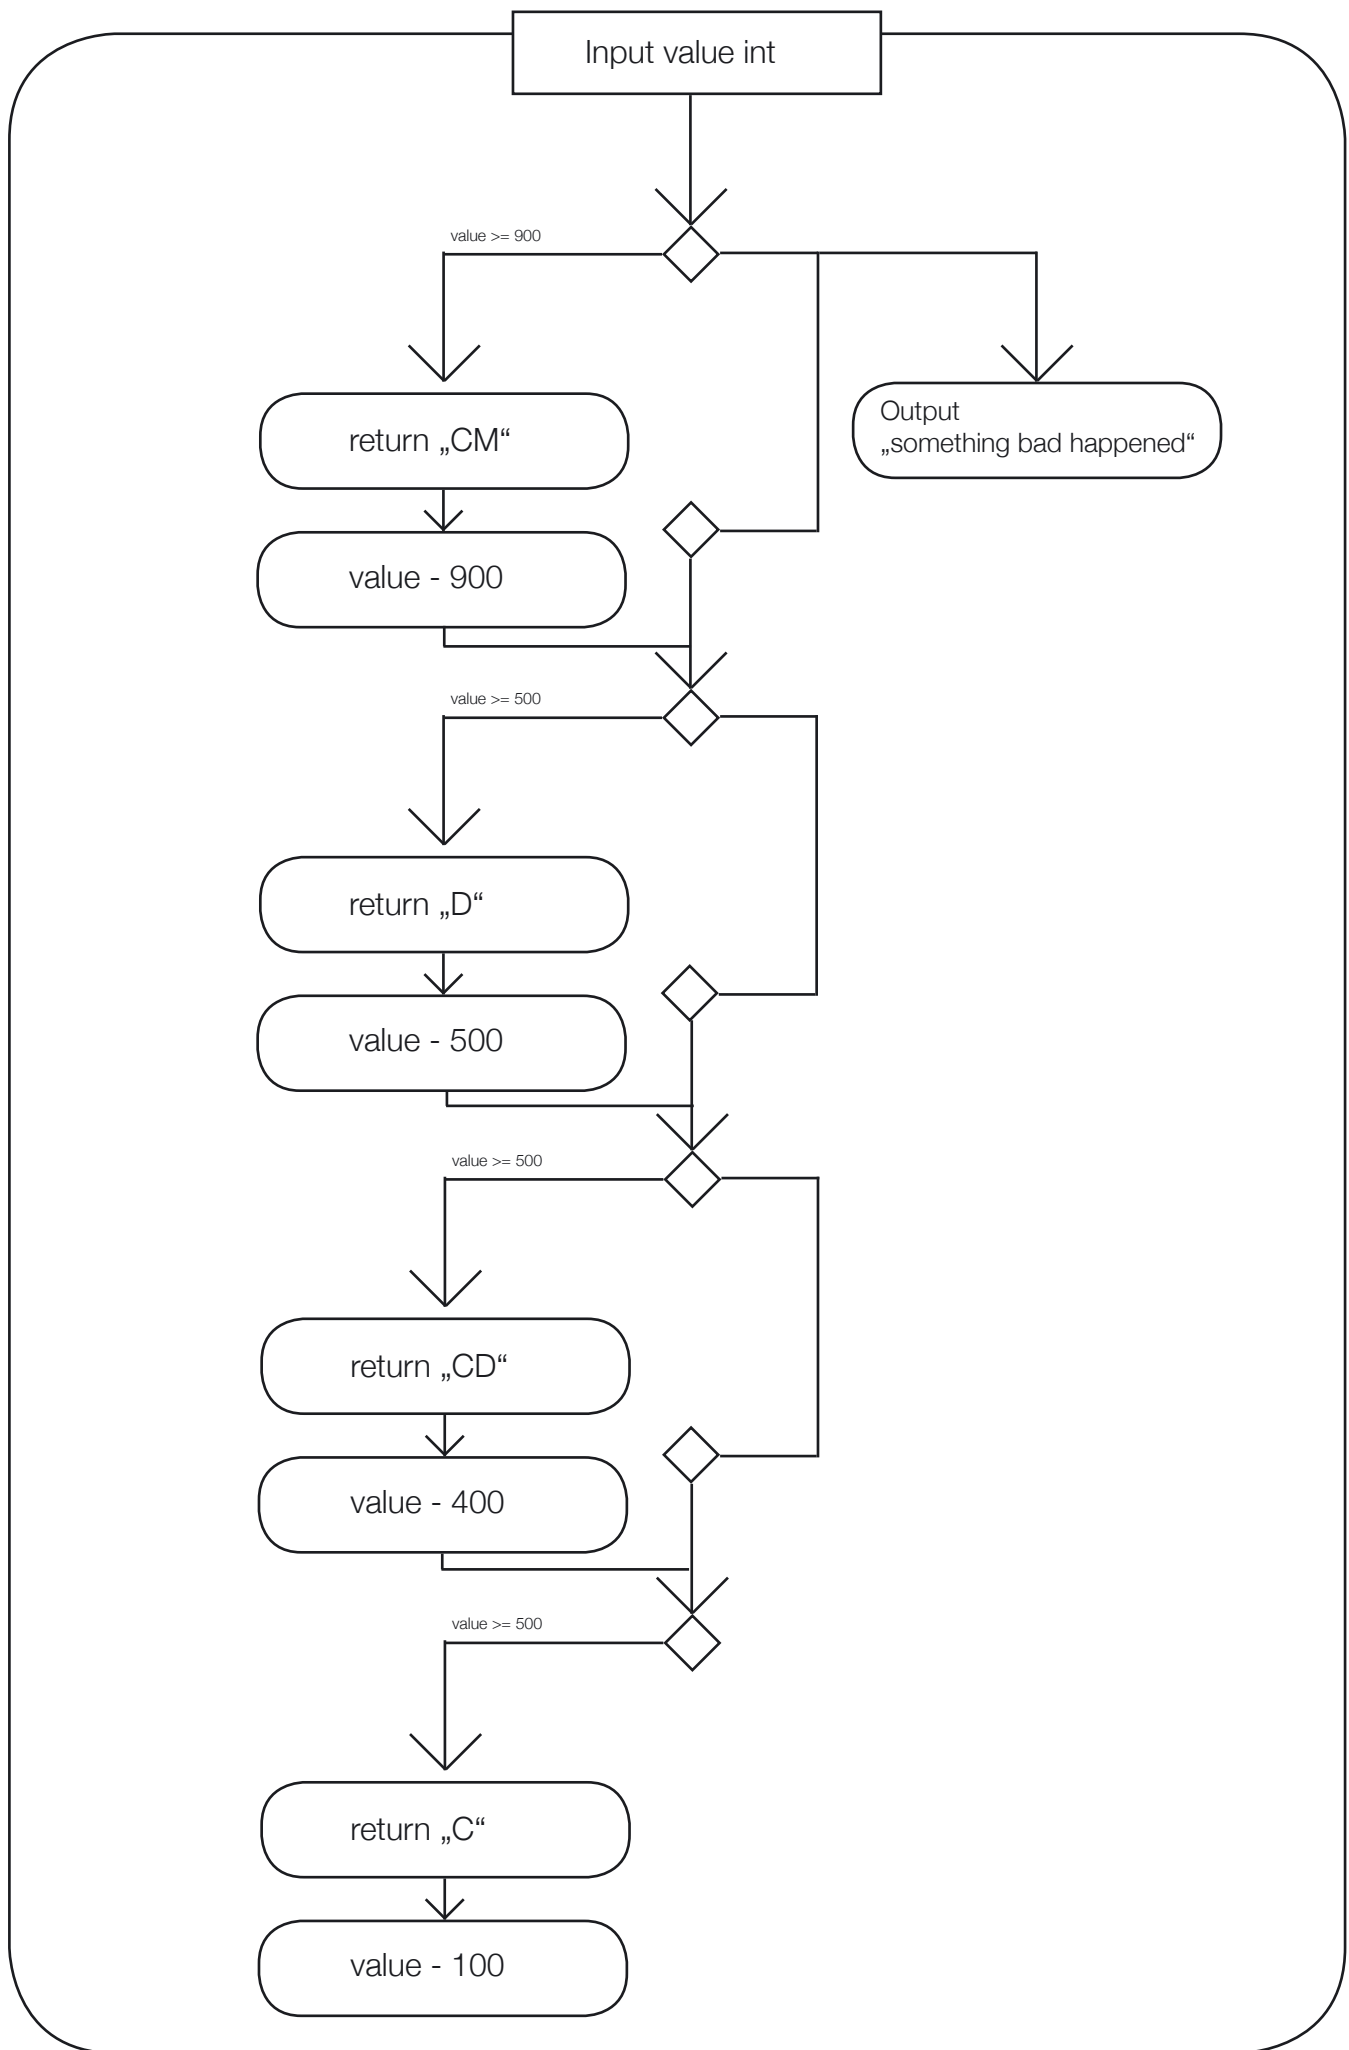 Input value int
value >= 900
return „CM“
Output
„something bad happened“
value - 900
value >= 500
return „D“
value - 500
value >= 500
return „CD“
value - 400
value >= 500
return „C“
value - 100